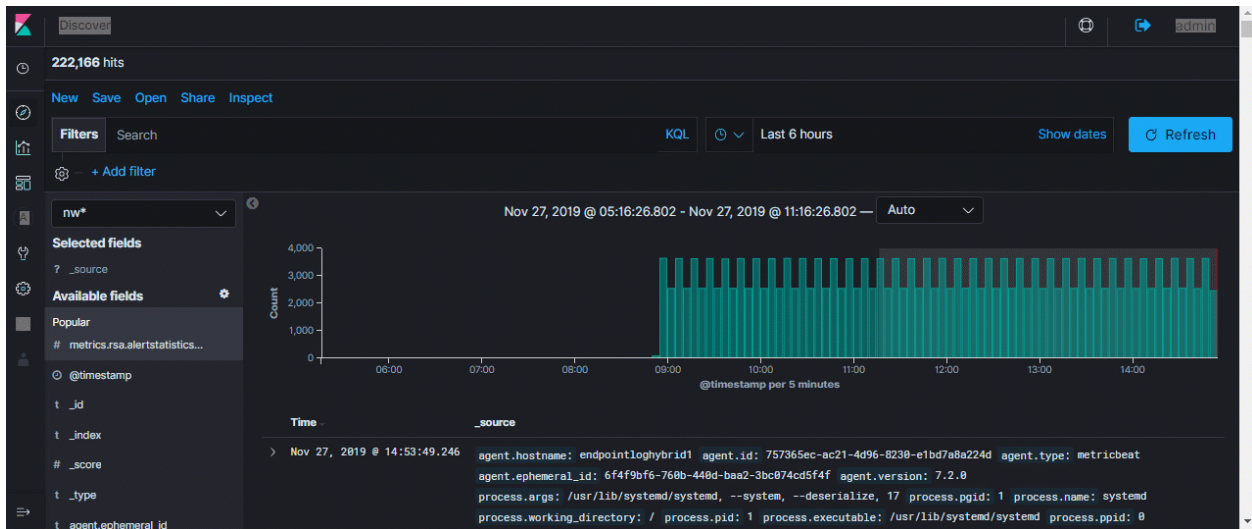 Discover
admin
222,166 hits
New Save Open Share Inspect
Filters Search KQL Last 6 hours Show dates Refresh
+ Add filter
nw*
Nov 27, 2019 @ 05:16:26.802 - Nov 27, 2019 @ 11:16:26.802 — Auto
Selected fields
? _source
Available fields
Popular
# metrics.rsa.alertstatistics...
@timestamp
t _id
t _index
# _score
t _type
t agent.ephemeral_id
Count
4,000
3,000
2,000
1,000
0
06:00 07:00 08:00 09:00 10:00 11:00 12:00 13:00 14:00
@timestamp per 5 minutes
Time _source
> Nov 27, 2019 @ 14:53:49.246 agent.hostname: endpointloghybrid1 agent.id: 757365ec-ac21-4d96-8230-e1bd7a8a224d agent.type: metricbeat
agent.ephemeral_id: 6f4f9bf6-760b-440d-baa2-3bc074cd5f4f agent.version: 7.2.0
process.args: /usr/lib/systemd/systemd, --system, --deserialize, 17 process.pgid: 1 process.name: systemd
process.working_directory: / process.pid: 1 process.executable: /usr/lib/systemd/systemd process.ppid: 0